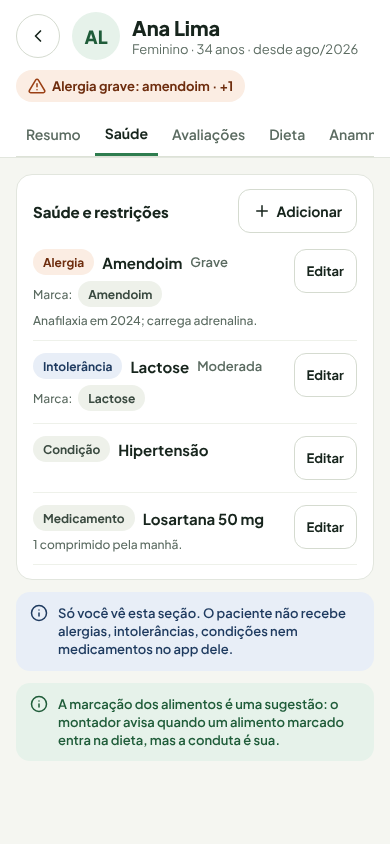 AL
Ana Lima
Feminino · 34 anos · desde ago/2026
Alergia grave: amendoim · +1
Resumo Saúde Avaliações Dieta Anamr
Saúde e restrições
Adicionar
Alergia Amendoim Grave
Editar
Marca: Amendoim
Anafilaxia em 2024; carrega adrenalina.
Intolerância Lactose Moderada
Editar
Marca: Lactose
Condição Hipertensão
Editar
Medicamento Losartana 50 mg
Editar
1 comprimido pela manhã.
Só você vê esta seção. O paciente não recebe
alergias, intolerâncias, condições nem
medicamentos no app dele.
A marcação dos alimentos é uma sugestão: o
montador avisa quando um alimento marcado
entra na dieta, mas a conduta é sua.